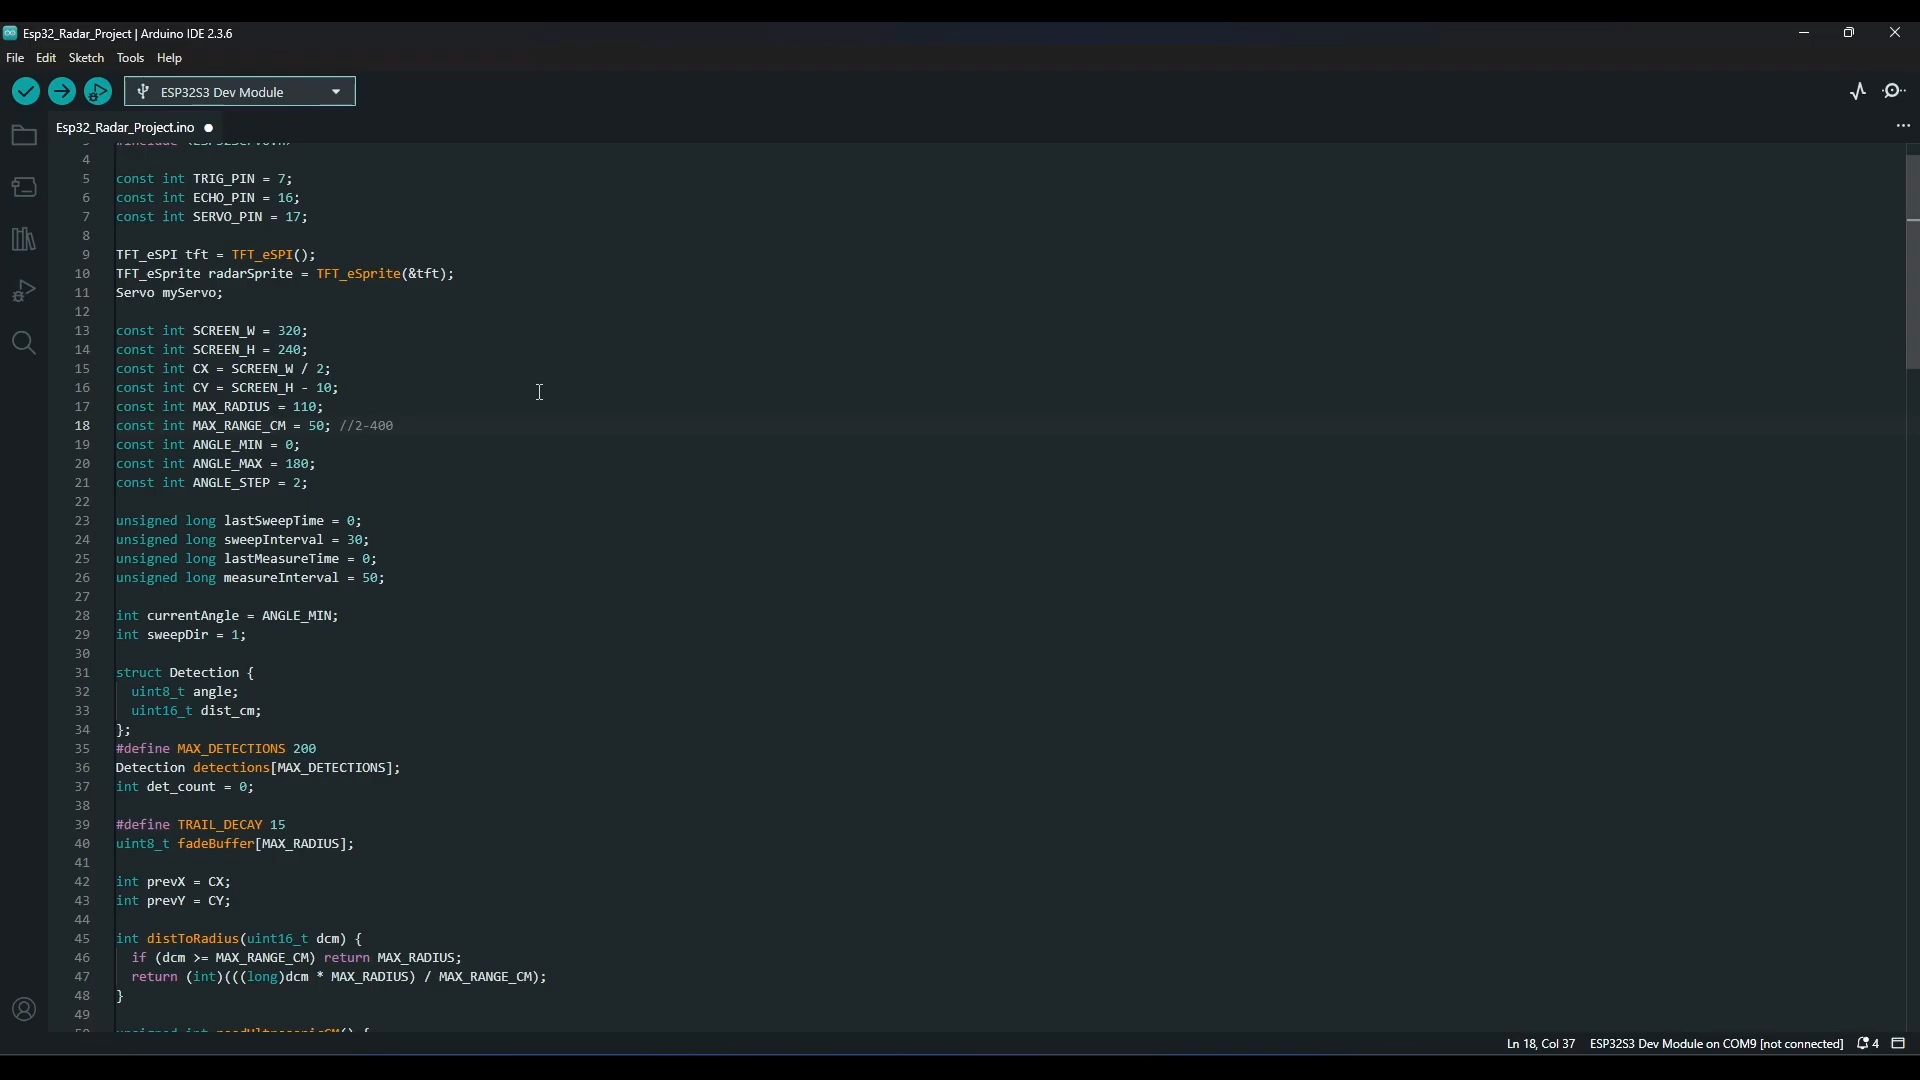 Esp32_Radar_Project | Arduino IDE 2.3.6
File Edit Sketch Tools Help
ESP32S3 Dev Module
Esp32_Radar_Project.ino
4
5 const int TRIG_PIN = 7;
6 const int ECHO_PIN = 16;
7 const int SERVO_PIN = 17;
8
9 TFT_eSPI tft = TFT_eSPI();
10 TFT_eSprite radarSprite = TFT_eSprite(&tft);
11 Servo myServo;
12
13 const int SCREEN_W = 320;
14 const int SCREEN_H = 240;
15 const int CX = SCREEN_W / 2;
16 const int CY = SCREEN_H - 10;
17 const int MAX_RADIUS = 110;
18 const int MAX_RANGE_CM = 50; //2-400
19 const int ANGLE_MIN = 0;
20 const int ANGLE_MAX = 180;
21 const int ANGLE_STEP = 2;
22
23 unsigned long lastSweepTime = 0;
24 unsigned long sweepInterval = 30;
25 unsigned long lastMeasureTime = 0;
26 unsigned long measureInterval = 50;
27
28 int currentAngle = ANGLE_MIN;
29 int sweepDir = 1;
30
31 struct Detection {
32 uint8_t angle;
33 uint16_t dist_cm;
34 };
35 #define MAX_DETECTIONS 200
36 Detection detections[MAX_DETECTIONS];
37 int det_count = 0;
38
39 #define TRAIL_DECAY 15
40 uint8_t fadeBuffer[MAX_RADIUS];
41
42 int prevX = CX;
43 int prevY = CY;
44
45 int distToRadius(uint16_t dcm) {
46 if (dcm >= MAX_RANGE_CM) return MAX_RADIUS;
47 return (int)(((long)dcm * MAX_RADIUS) / MAX_RANGE_CM);
48 }
49
Ln 18, Col 37 ESP32S3 Dev Module on COM9 [not connected] 4